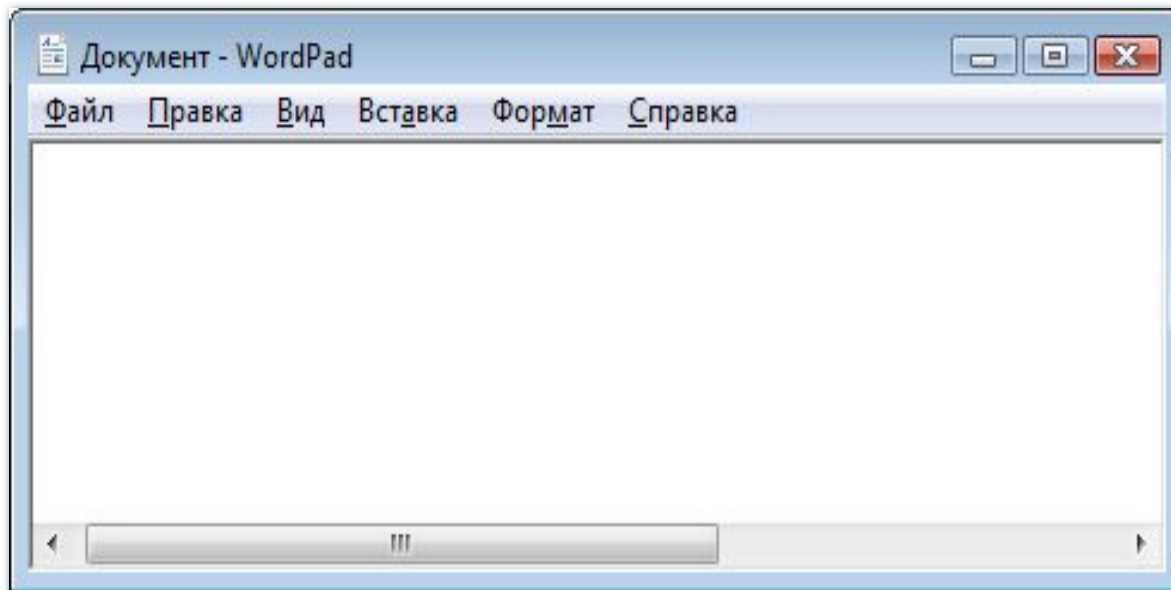 Документ - WordPad
Файл Правка Вид Вставка Формат Справка